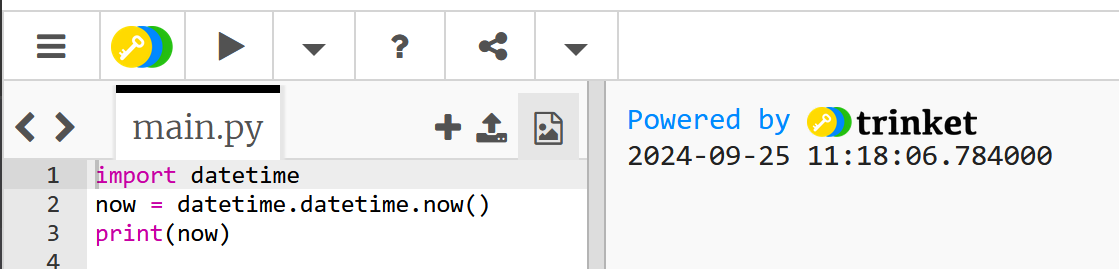 ?
main.py
1 import datetime
2 now = datetime.datetime.now()
3 print(now)
4
Powered by trinket
2024-09-25 11:18:06.784000